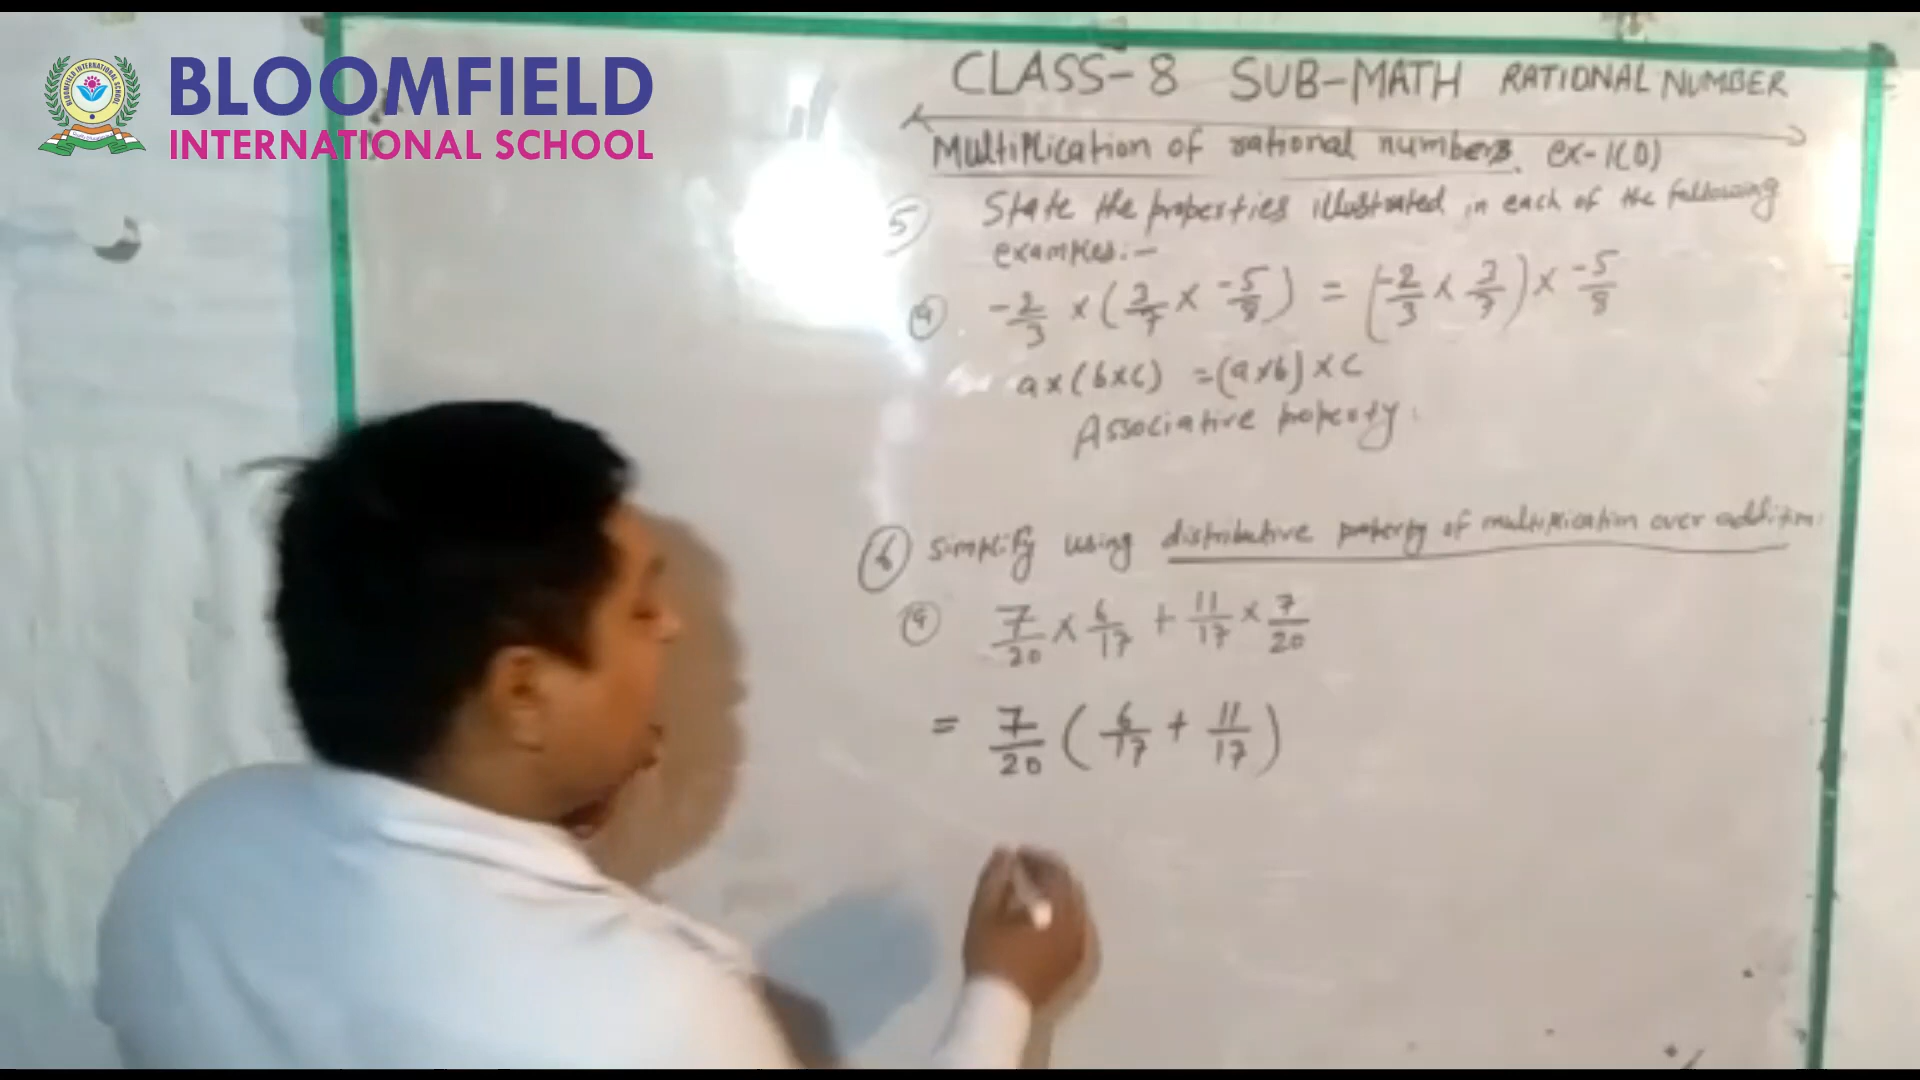 BLOOMFIELD
INTERNATIONAL SCHOOL
CLASS-8 SUB-MATH RATIONAL NUMBER
Multiplication of rational numbers. ex-1(D)
5 State the properties illustrated in each of the following
examples:-
(a) -2/3 × (3/7 × -5/8) = (-2/3 × 3/7) × -5/8
a×(b×c) = (a×b)×c
Associative property.
(6) Simplify using distributive property of multiplication over addition:
(a) 7/20 × 6/17 + 11/17 × 7/20
= 7/20 (6/17 + 11/17)